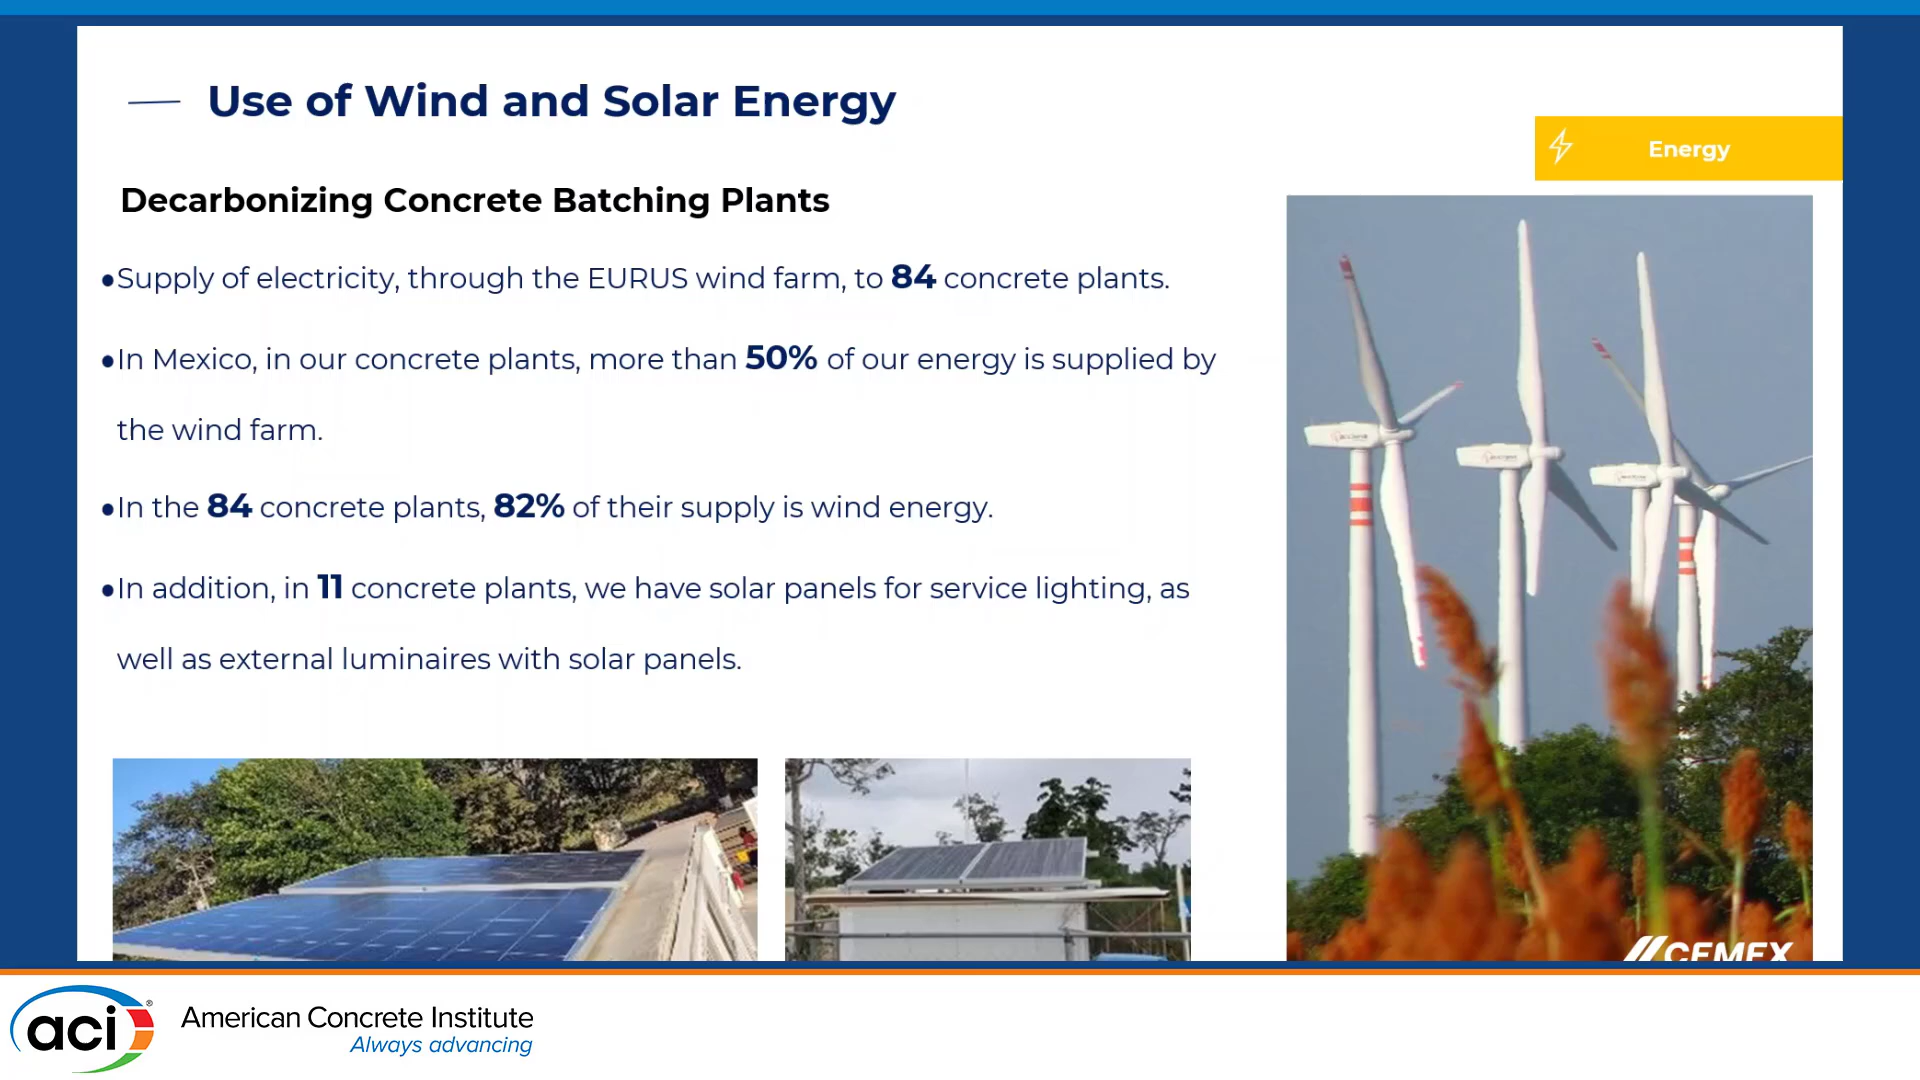 Use of Wind and Solar Energy
Energy
Decarbonizing Concrete Batching Plants
•Supply of electricity, through the EURUS wind farm, to 84 concrete plants.
•In Mexico, in our concrete plants, more than 50% of our energy is supplied by
the wind farm.
•In the 84 concrete plants, 82% of their supply is wind energy.
•In addition, in 11 concrete plants, we have solar panels for service lighting, as
well as external luminaires with solar panels.
CEMEX
aci®
American Concrete Institute
Always advancing